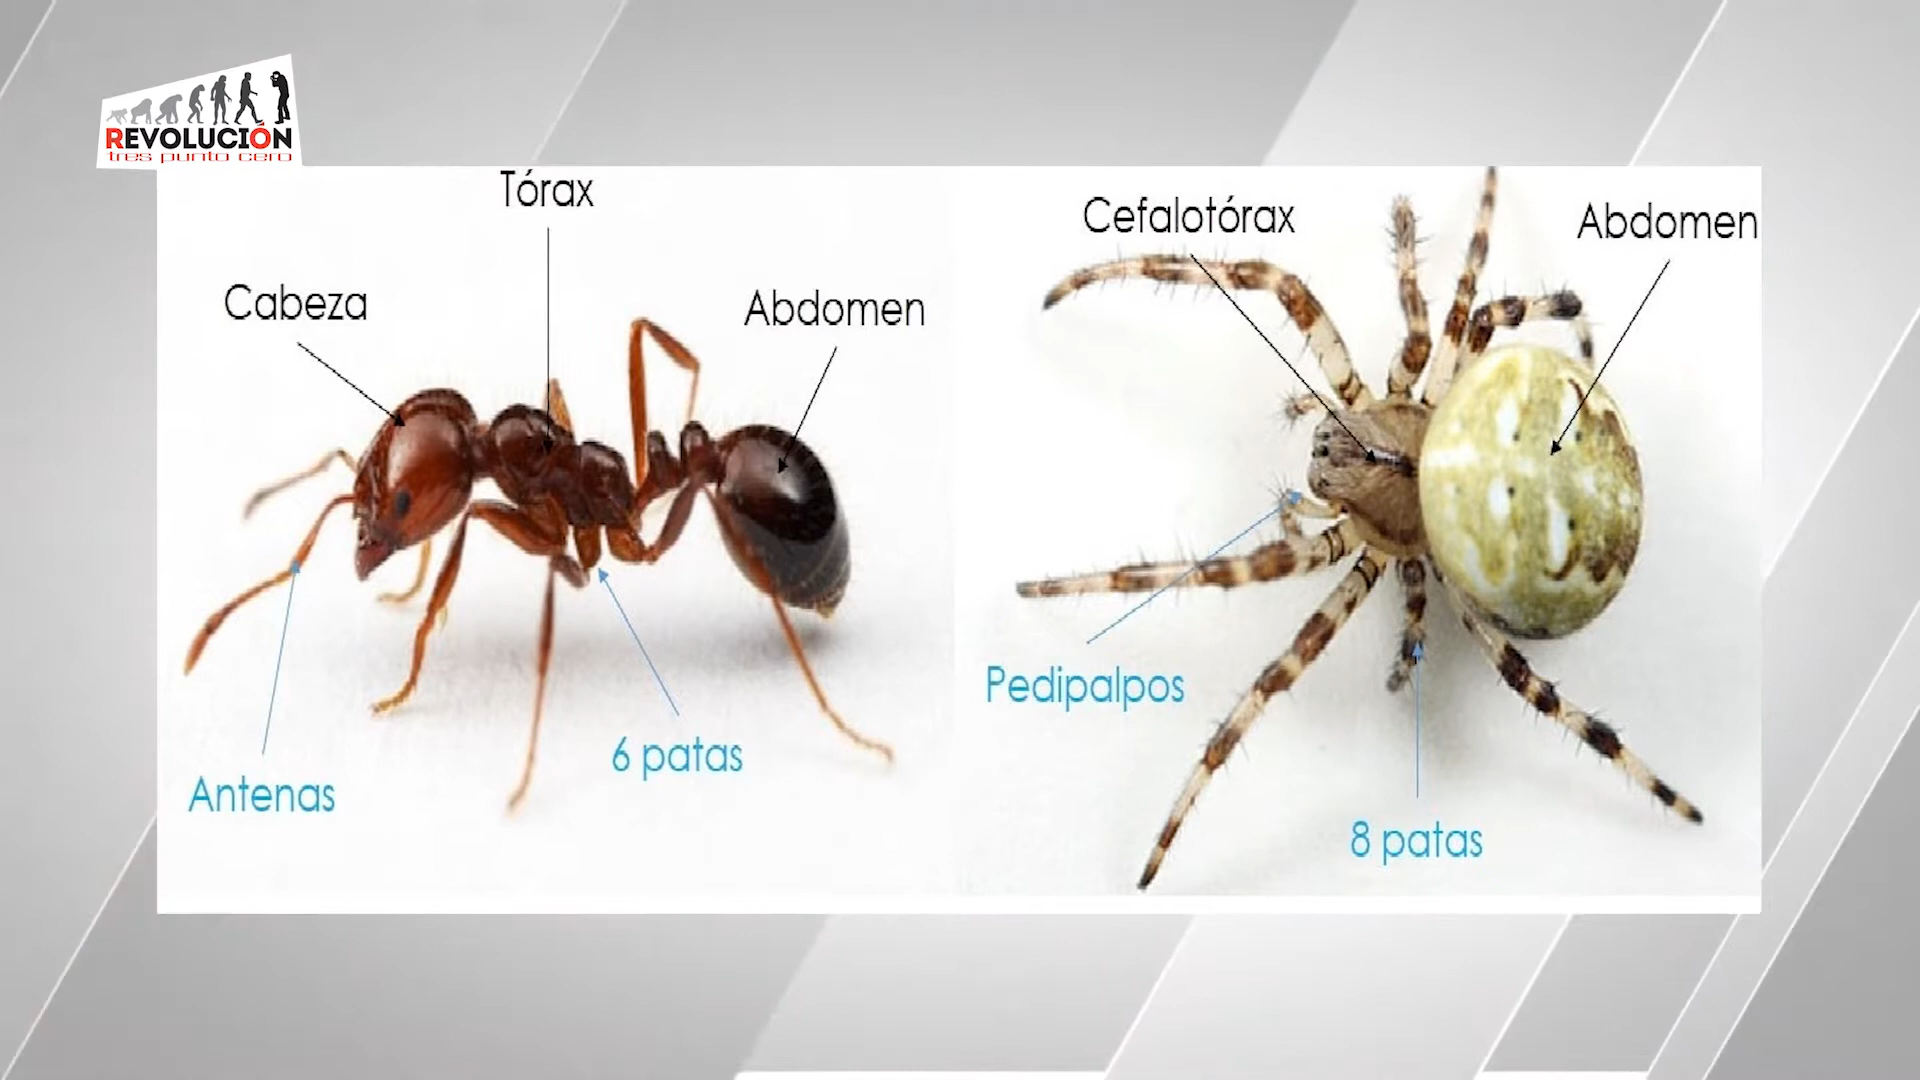 REVOLUCIÓN
tres punto cero
Tórax
Cabeza
Abdomen
Antenas
6 patas
Cefalotórax
Abdomen
Pedipalpos
8 patas